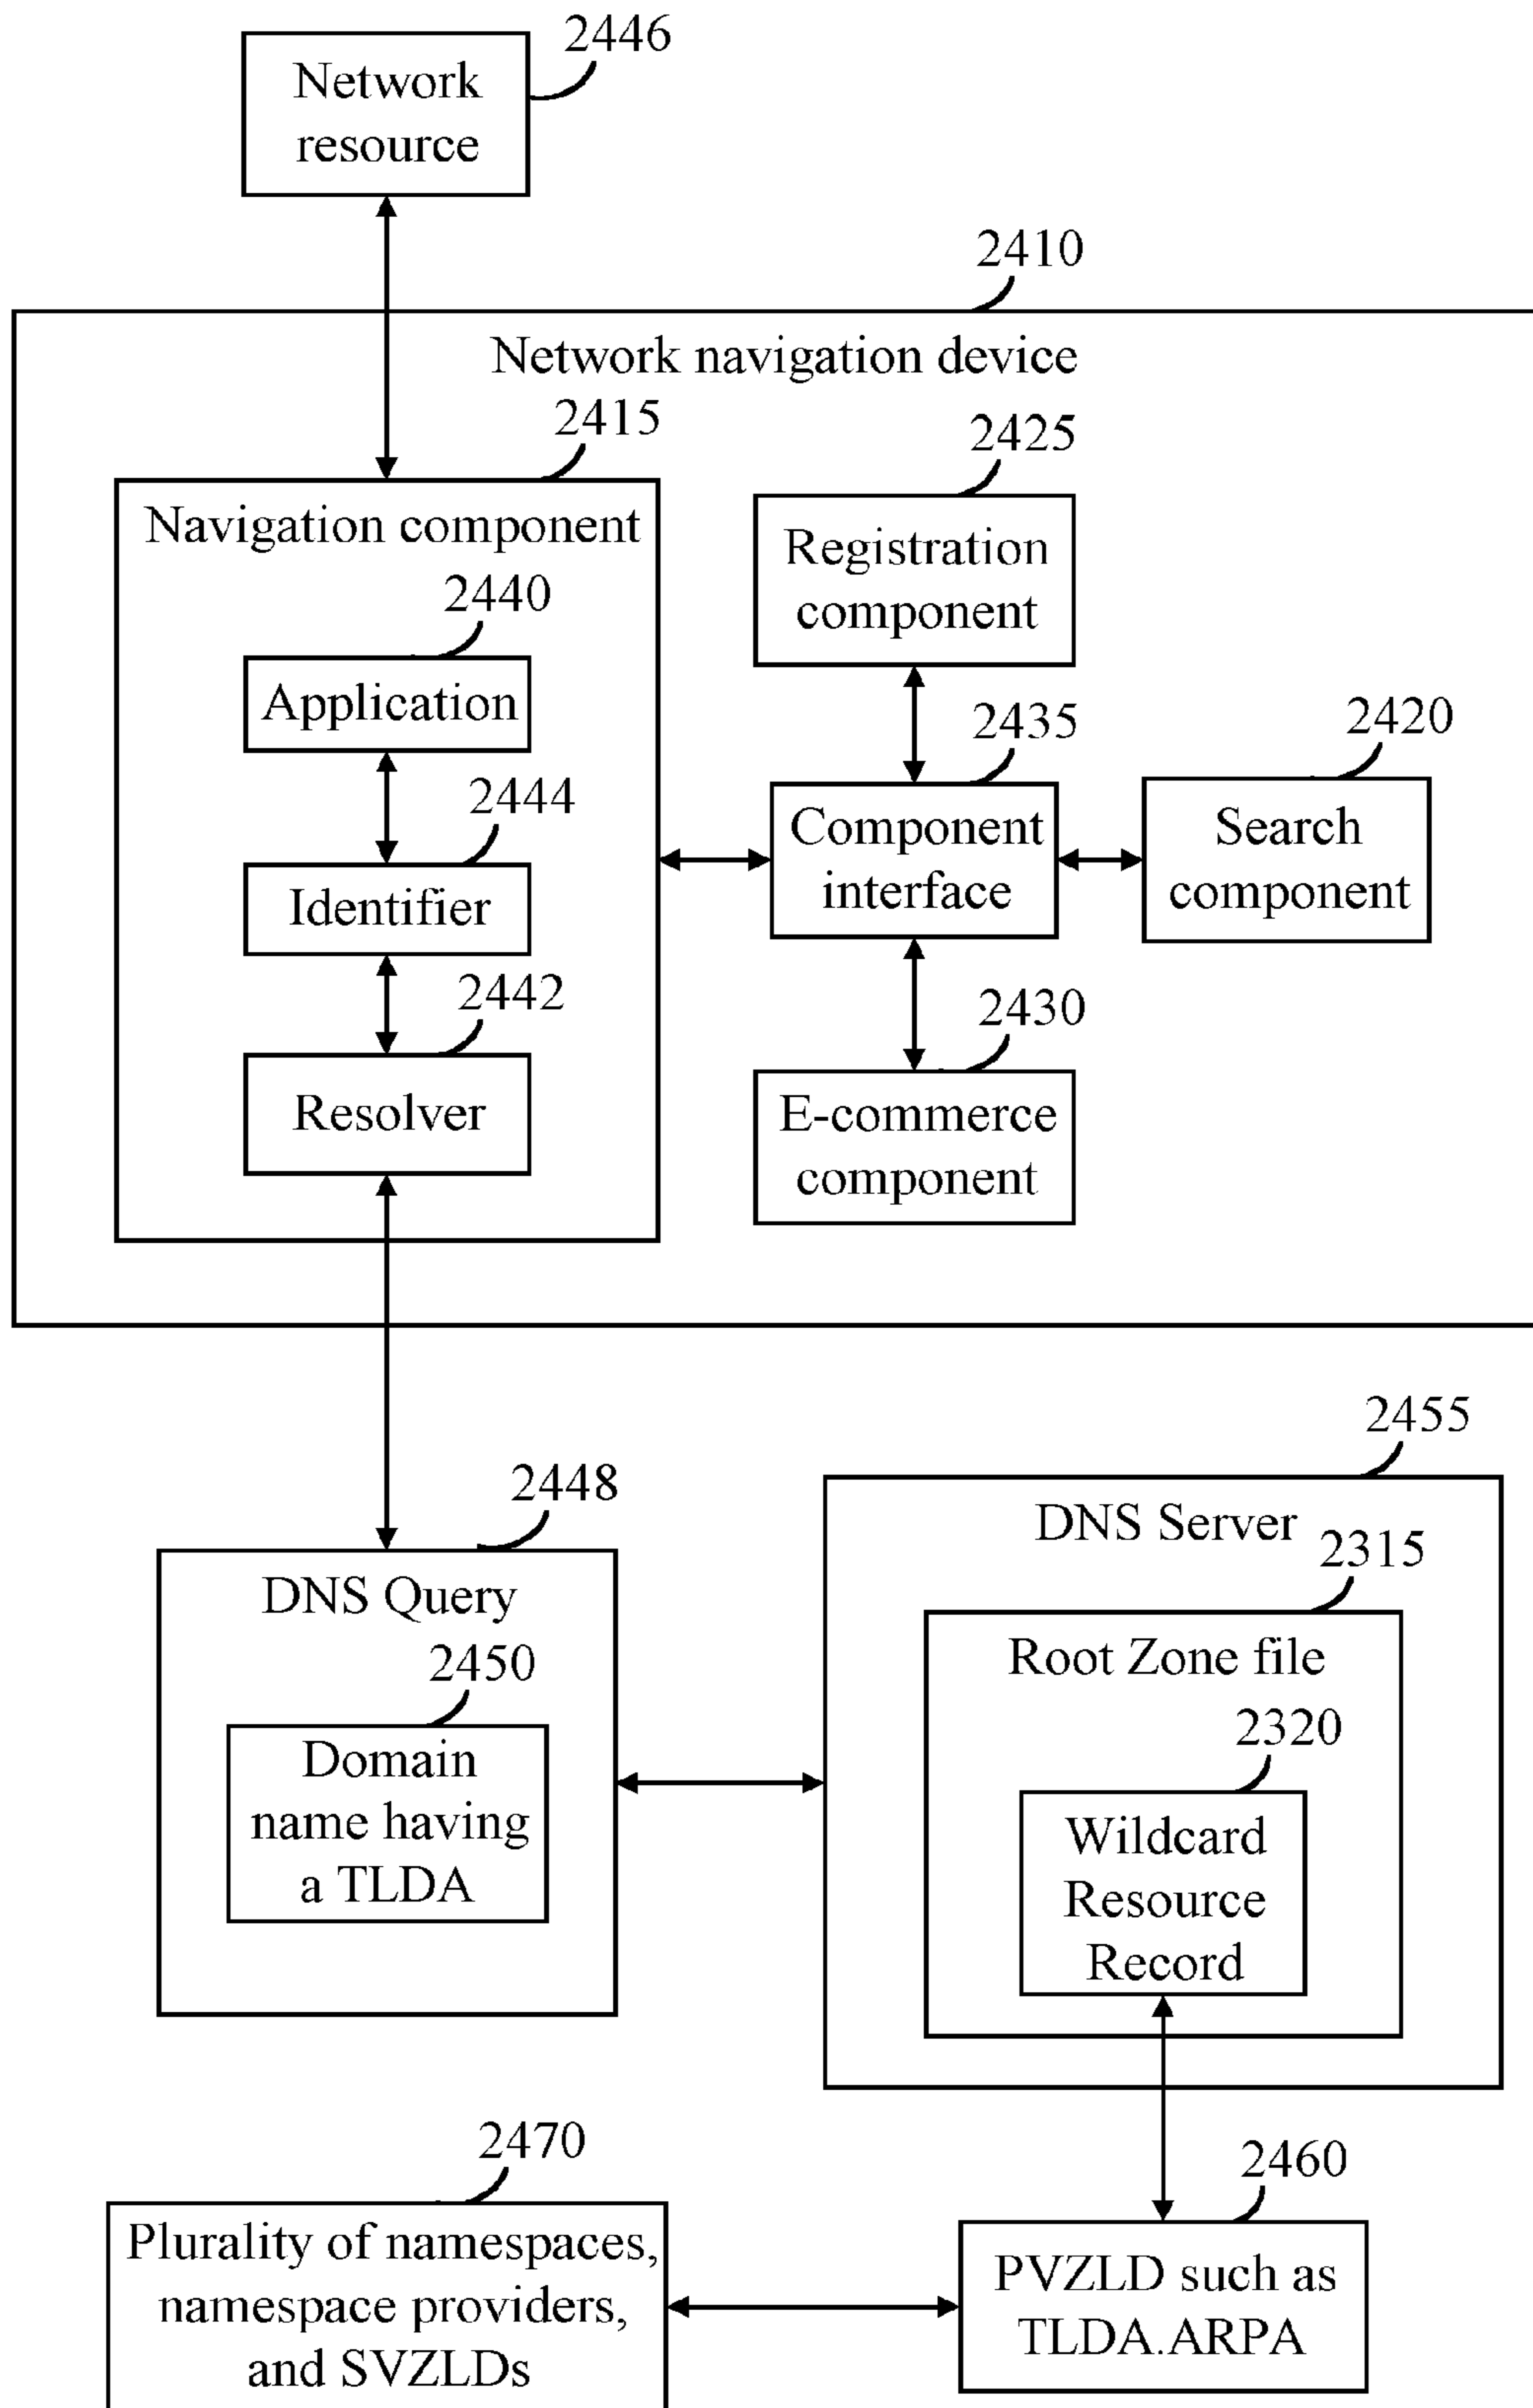 2446
Network
resource
2410
Network navigation device
2415
Navigation component
2440
Application
2444
Identifier
2442
Resolver
2425
Registration
component
2435
Component
interface
2420
Search
component
2430
E-commerce
component
2448
DNS Query
2450
Domain
name having
a TLDA
2455
DNS Server
2315
Root Zone file
2320
Wildcard
Resource
Record
2470
Plurality of namespaces,
namespace providers,
and SVZLDs
2460
PVZLD such as
TLDA.ARPA